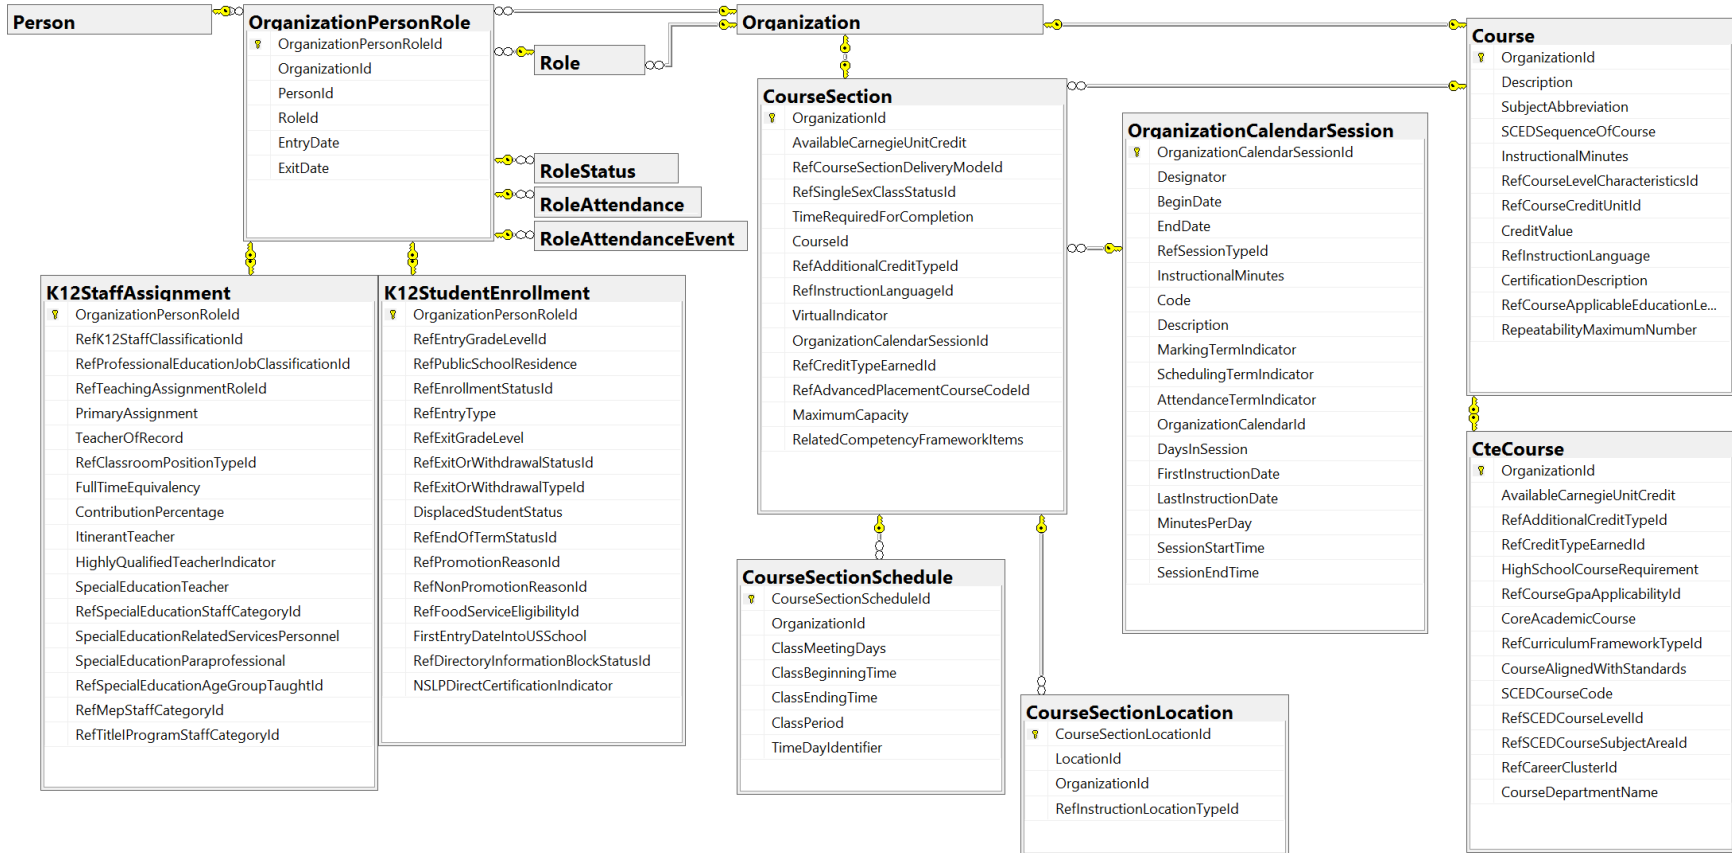 Person
OrganizationPersonRole
OrganizationPersonRoleId
OrganizationId
PersonId
RoleId
EntryDate
ExitDate
Role
RoleStatus
RoleAttendance
RoleAttendanceEvent
Organization
K12StaffAssignment
OrganizationPersonRoleId
RefK12StaffClassificationId
RefProfessionalEducationJobClassificationId
RefTeachingAssignmentRoleId
PrimaryAssignment
TeacherOfRecord
RefClassroomPositionTypeId
FullTimeEquivalency
ContributionPercentage
ItinerantTeacher
HighlyQualifiedTeacherIndicator
SpecialEducationTeacher
RefSpecialEducationStaffCategoryId
SpecialEducationRelatedServicesPersonnel
SpecialEducationParaprofessional
RefSpecialEducationAgeGroupTaughtId
RefMepStaffCategoryId
RefTitleIProgramStaffCategoryId
K12StudentEnrollment
OrganizationPersonRoleId
RefEntryGradeLevelId
RefPublicSchoolResidence
RefEnrollmentStatusId
RefEntryType
RefExitGradeLevel
RefExitOrWithdrawalStatusId
RefExitOrWithdrawalTypeId
DisplacedStudentStatus
RefEndOfTermStatusId
RefPromotionReasonId
RefNonPromotionReasonId
RefFoodServiceEligibilityId
FirstEntryDateIntoUSSchool
RefDirectoryInformationBlockStatusId
NSLPDirectCertificationIndicator
CourseSection
OrganizationId
AvailableCarnegieUnitCredit
RefCourseSectionDeliveryModeId
RefSingleSexClassStatusId
TimeRequiredForCompletion
CourseId
RefAdditionalCreditTypeId
RefInstructionLanguageId
VirtualIndicator
OrganizationCalendarSessionId
RefCreditTypeEarnedId
RefAdvancedPlacementCourseCodeId
MaximumCapacity
RelatedCompetencyFrameworkItems
CourseSectionSchedule
CourseSectionScheduleId
OrganizationId
ClassMeetingDays
ClassBeginningTime
ClassEndingTime
ClassPeriod
TimeDayIdentifier
CourseSectionLocation
CourseSectionLocationId
LocationId
OrganizationId
RefInstructionLocationTypeId
OrganizationCalendarSession
OrganizationCalendarSessionId
Designator
BeginDate
EndDate
RefSessionTypeId
InstructionalMinutes
Code
Description
MarkingTermIndicator
SchedulingTermIndicator
AttendanceTermIndicator
OrganizationCalendarId
DaysInSession
FirstInstructionDate
LastInstructionDate
MinutesPerDay
SessionStartTime
SessionEndTime
Course
OrganizationId
Description
SubjectAbbreviation
SCEDSequenceOfCourse
InstructionalMinutes
RefCourseLevelCharacteristicsId
RefCourseCreditUnitId
CreditValue
RefInstructionLanguage
CertificationDescription
RefCourseApplicableEducationLe...
RepeatabilityMaximumNumber
CteCourse
OrganizationId
AvailableCarnegieUnitCredit
RefAdditionalCreditTypeId
RefCreditTypeEarnedId
HighSchoolCourseRequirement
RefCourseGpaApplicabilityId
CoreAcademicCourse
RefCurriculumFrameworkTypeId
CourseAlignedWithStandards
SCEDCourseCode
RefSCEDCourseLevelId
RefSCEDCourseSubjectAreaId
RefCareerClusterId
CourseDepartmentName